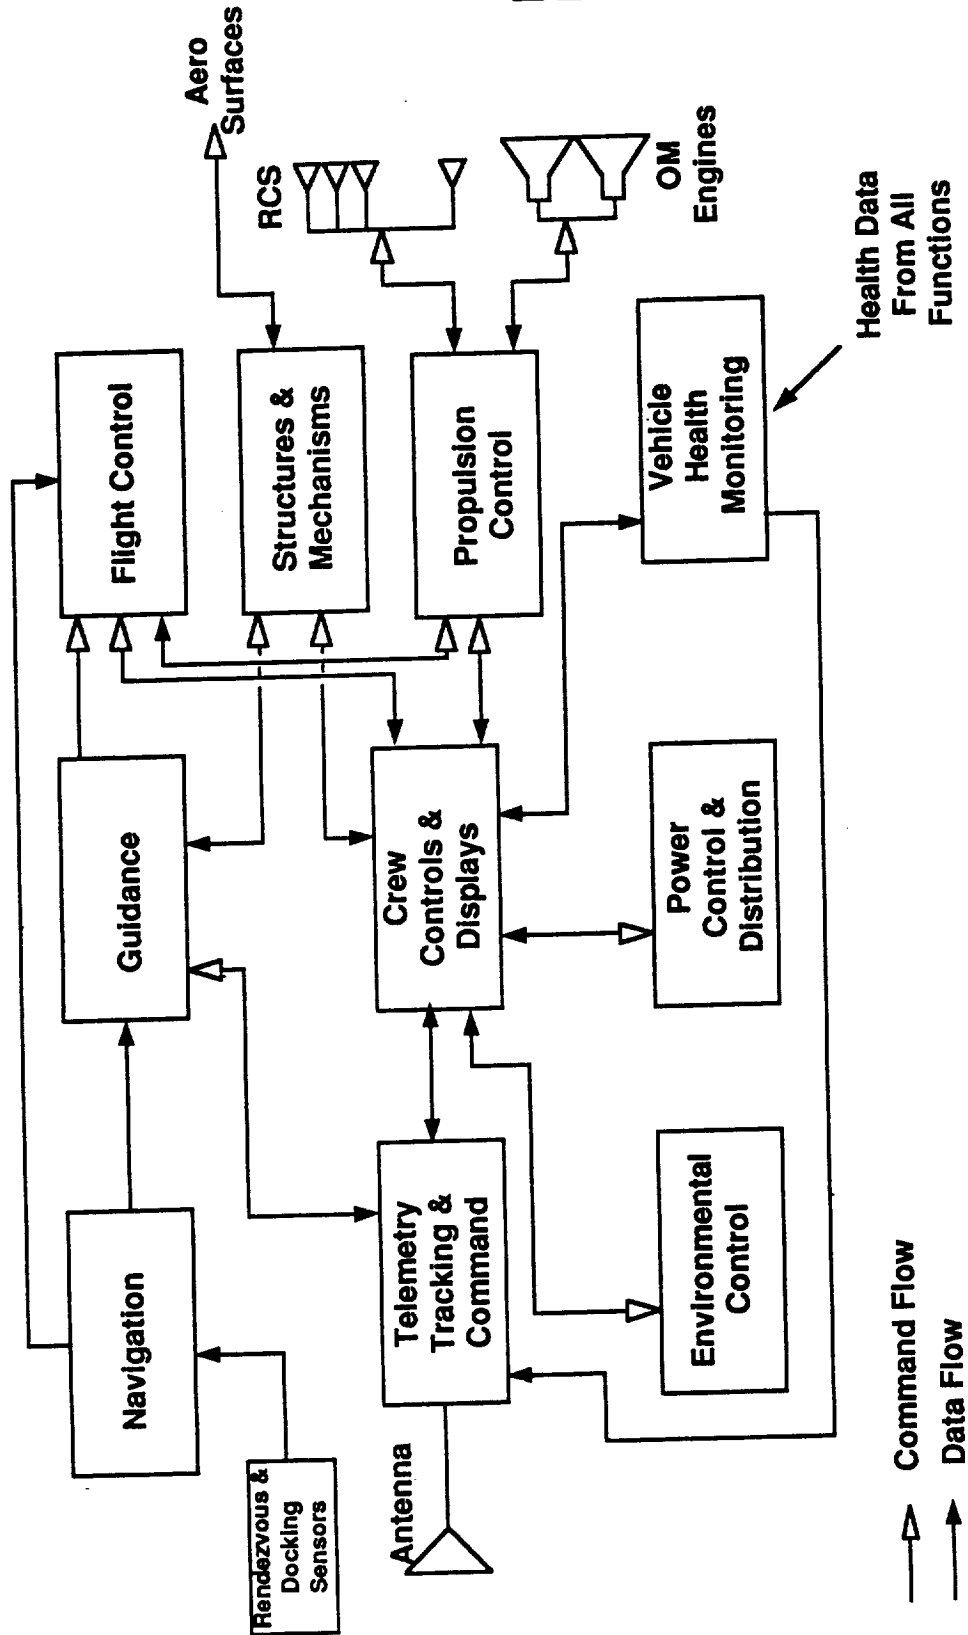 Rendezvous &
Docking
Sensors
Navigation
Guidance
Flight Control
Aero
Surfaces
Structures &
Mechanisms
RCS
Antenna
Telemetry
Tracking &
Command
Crew
Controls &
Displays
Propulsion
Control
OM
Engines
Environmental
Control
Power
Control &
Distribution
Vehicle
Health
Monitoring
Health Data
From All
Functions
Command Flow
Data Flow